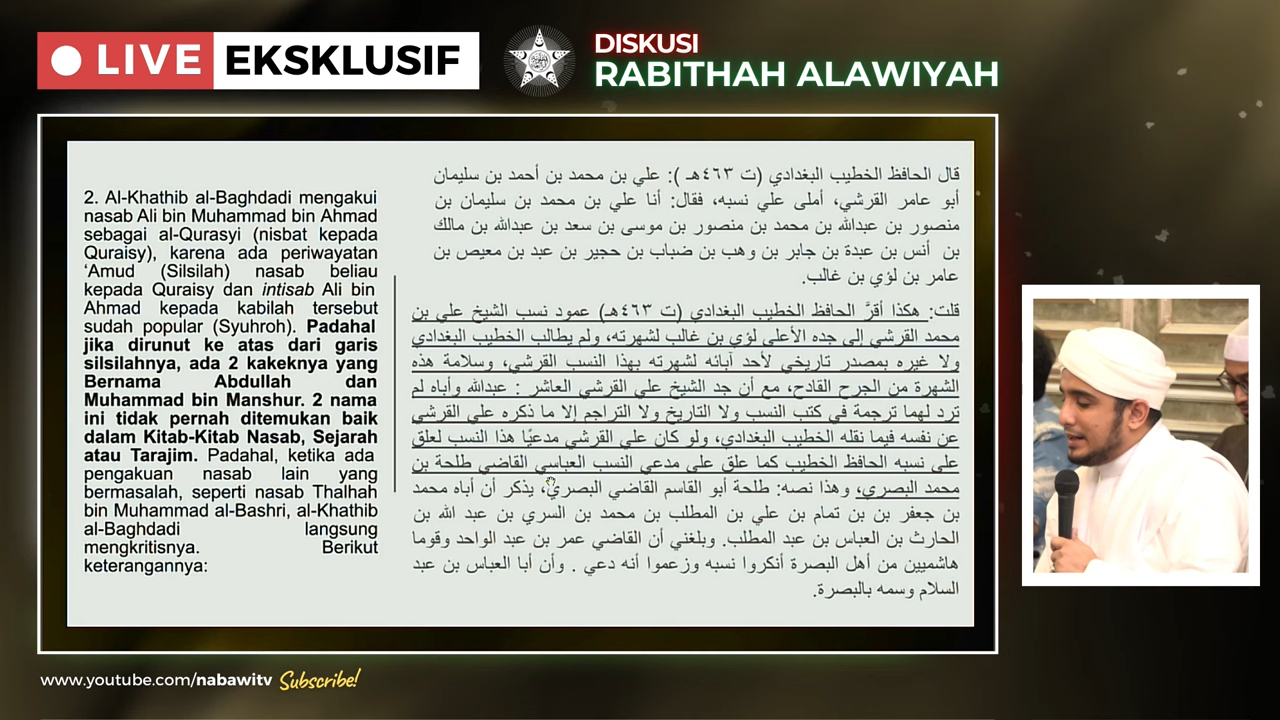 LIVE EKSKLUSIF
DISKUSI
RABITHAH ALAWIYAH
2. Al-Khathib al-Baghdadi mengakui
nasab Ali bin Muhammad bin Ahmad
sebagai al-Qurasyi (nisbat kepada
Quraisy), karena ada periwayatan
'Amud (Silsilah) nasab beliau
kepada Quraisy dan intisab Ali bin
Ahmad kepada kabilah tersebut
sudah popular (Syuhroh). Padahal
jika dirunut ke atas dari garis
silsilahnya, ada 2 kakeknya yang
Bernama Abdullah dan
Muhammad bin Manshur. 2 nama
ini tidak pernah ditemukan baik
dalam Kitab-Kitab Nasab, Sejarah
atau Tarajim. Padahal, ketika ada
pengakuan nasab lain yang
bermasalah, seperti nasab Thalhah
bin Muhammad al-Bashri, al-Khathib
al-Baghdadi langsung
mengkritisnya. Berikut
keterangannya:
قال الحافظ الخطيب البغدادي (ت ٤٦٣هـ ): علي بن محمد بن أحمد بن سليمان
أبو عامر القرشي، أملى علي نسبه، فقال: أنا علي بن محمد بن سليمان بن
منصور بن عبدالله بن محمد بن منصور بن موسى بن سعد بن عبدالله بن مالك
بن أنس بن عبدة بن جابر بن وهب بن ضباب بن حجير بن عبد بن معيص بن
عامر بن لؤي بن غالب.
قلت: هكذا أقرَّ الحافظ الخطيب البغدادي (ت ٤٦٣هـ) عمود نسب الشيخ علي بن
محمد القرشي إلى جده الأعلى لؤي بن غالب لشهرته، ولم يطالب الخطيب البغدادي
ولا غيره بمصدر تاريخي لأحد آبائه لشهرته بهذا النسب القرشي، وسلامة هذه
الشهرة من الجرح القادح، مع أن جد الشيخ علي القرشي العاشر : عبدالله وأباه لم
ترد لهما ترجمة في كتب النسب ولا التاريخ ولا التراجم إلا ما ذكره علي القرشي
عن نفسه فيما نقله الخطيب البغدادي، ولو كان علي القرشي مدعيًا هذا النسب لعلق
على نسبه الحافظ الخطيب كما علق على مدعي النسب العباسي القاضي طلحة بن
محمد البصري، وهذا نصه: طلحة أبو القاسم القاضي البصري، يذكر أن أباه محمد
بن جعفر بن بن تمام بن علي بن المطلب بن محمد بن السري بن عبد الله بن
الحارث بن العباس بن عبد المطلب. وبلغني أن القاضي عمر بن عبد الواحد وقوما
هاشميين من أهل البصرة أنكروا نسبه وزعموا أنه دعي . وأن أبا العباس بن عبد
السلام وسمه بالبصرة.
www.youtube.com/nabawitv Subscribe!